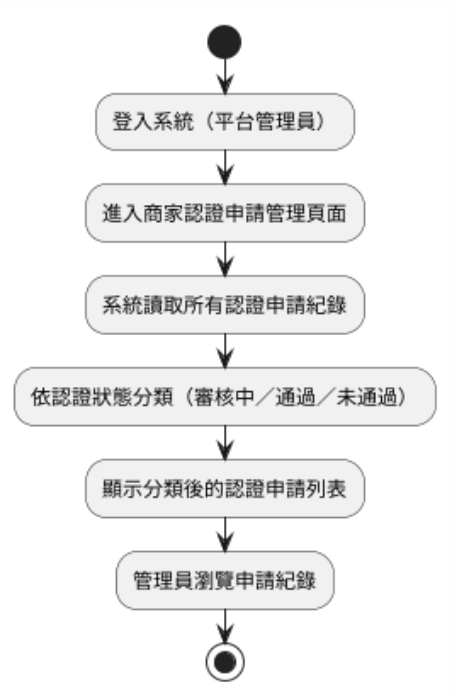 登入系統（平台管理員）
進入商家認證申請管理頁面
系統讀取所有認證申請紀錄
依認證狀態分類（審核中／通過／未通過）
顯示分類後的認證申請列表
管理員瀏覽申請紀錄